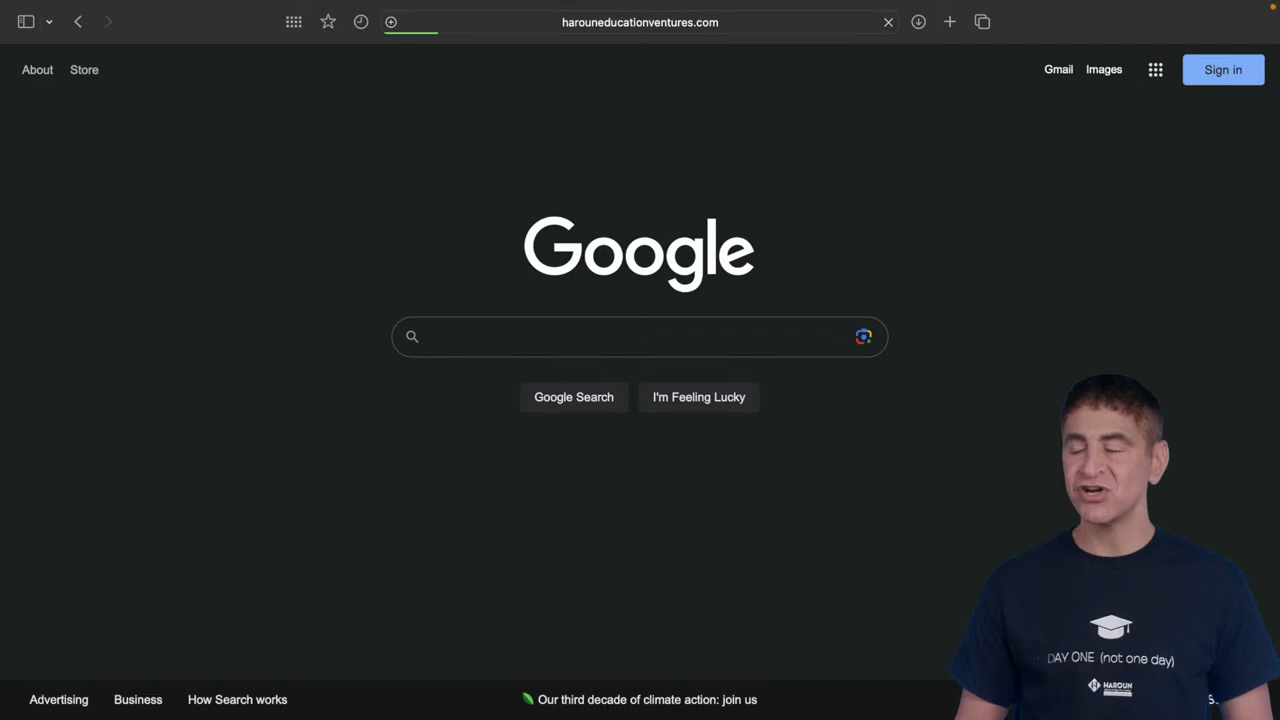 harouneducationventures.com
About Store
Gmail Images Sign in
Google
Google Search I'm Feeling Lucky
DAY ONE (not one day)
HAROUN
Advertising Business How Search works
Our third decade of climate action: join us